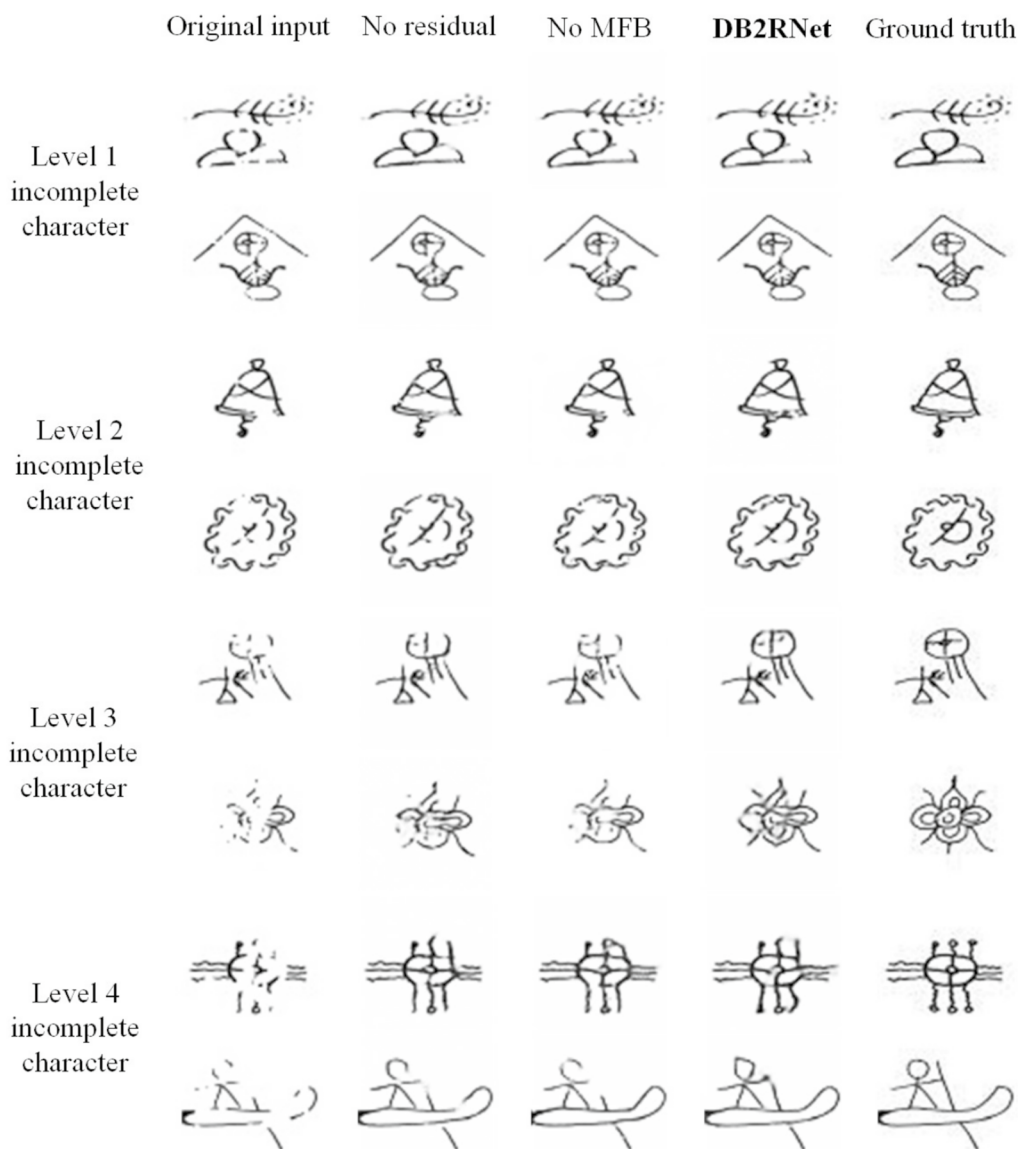 Original input No residual No MFB DB2RNet Ground truth
Level 1
incomplete
character
Level 2
incomplete
character
Level 3
incomplete
character
Level 4
incomplete
character